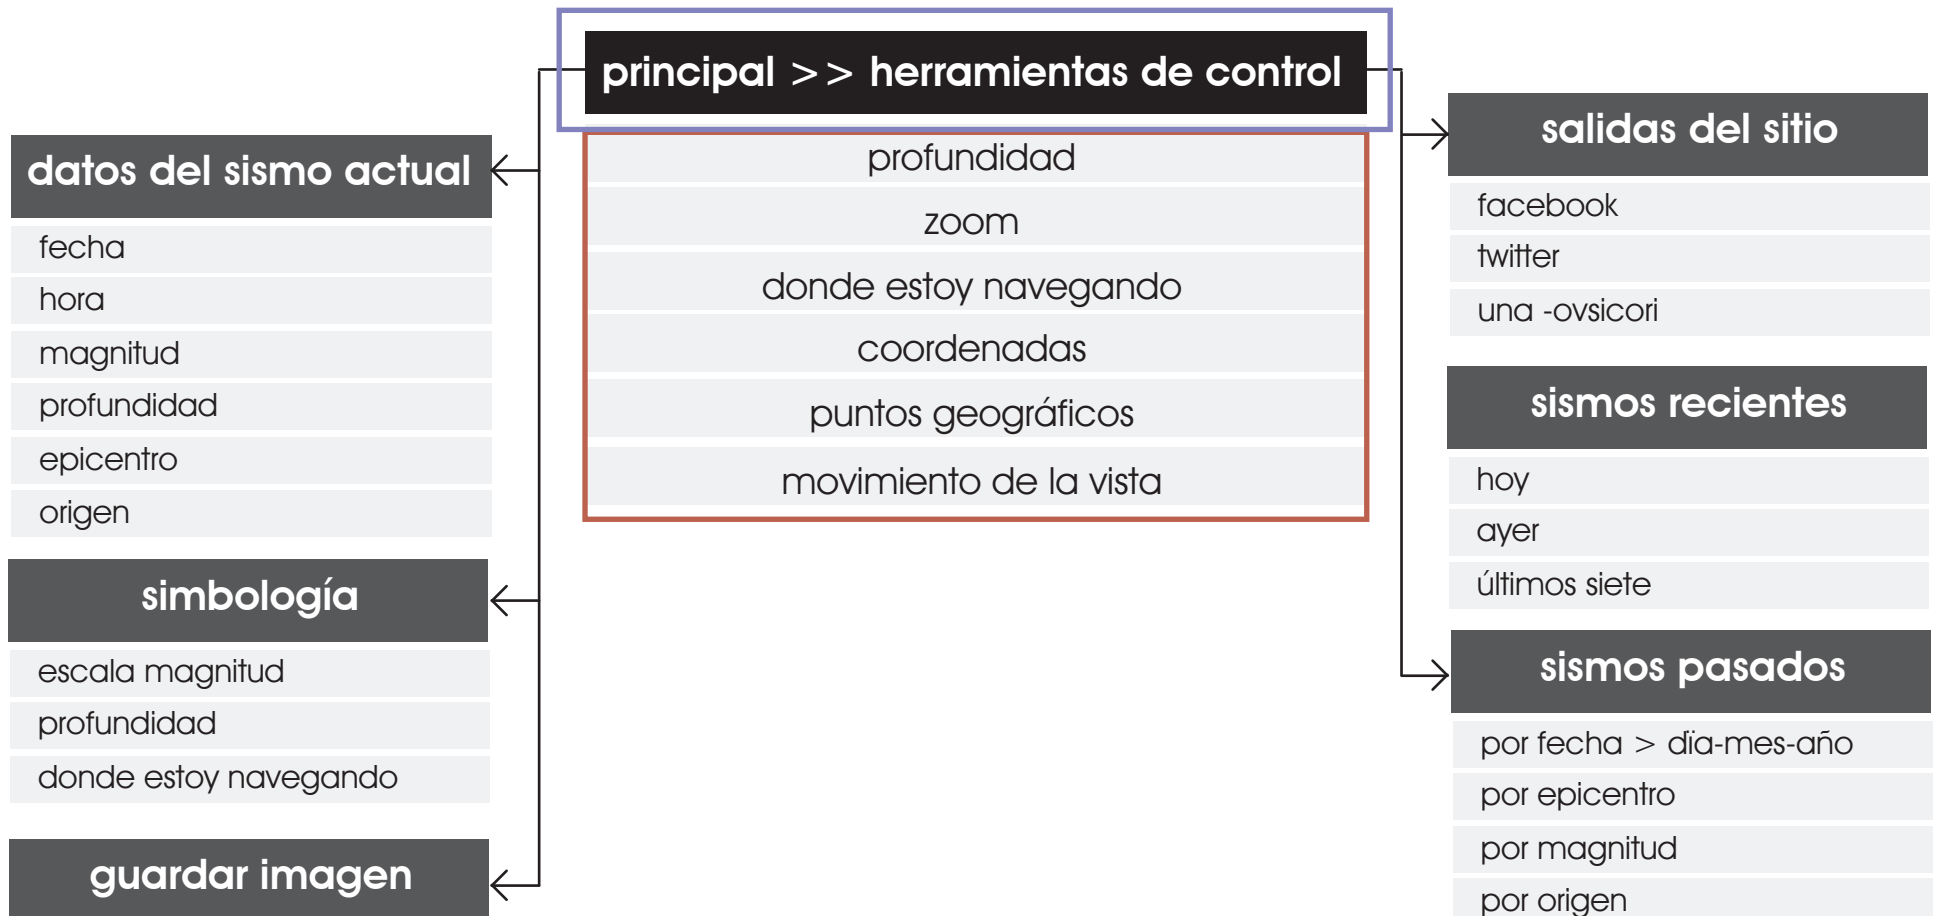 principal >> herramientas de control
profundidad
zoom
donde estoy navegando
coordenadas
puntos geográficos
movimiento de la vista
datos del sismo actual
fecha
hora
magnitud
profundidad
epicentro
origen
simbología
escala magnitud
profundidad
donde estoy navegando
guardar imagen
salidas del sitio
facebook
twitter
una -ovsicori
sismos recientes
hoy
ayer
últimos siete
sismos pasados
por fecha > dïa-mes-año
por epicentro
por magnitud
por origen